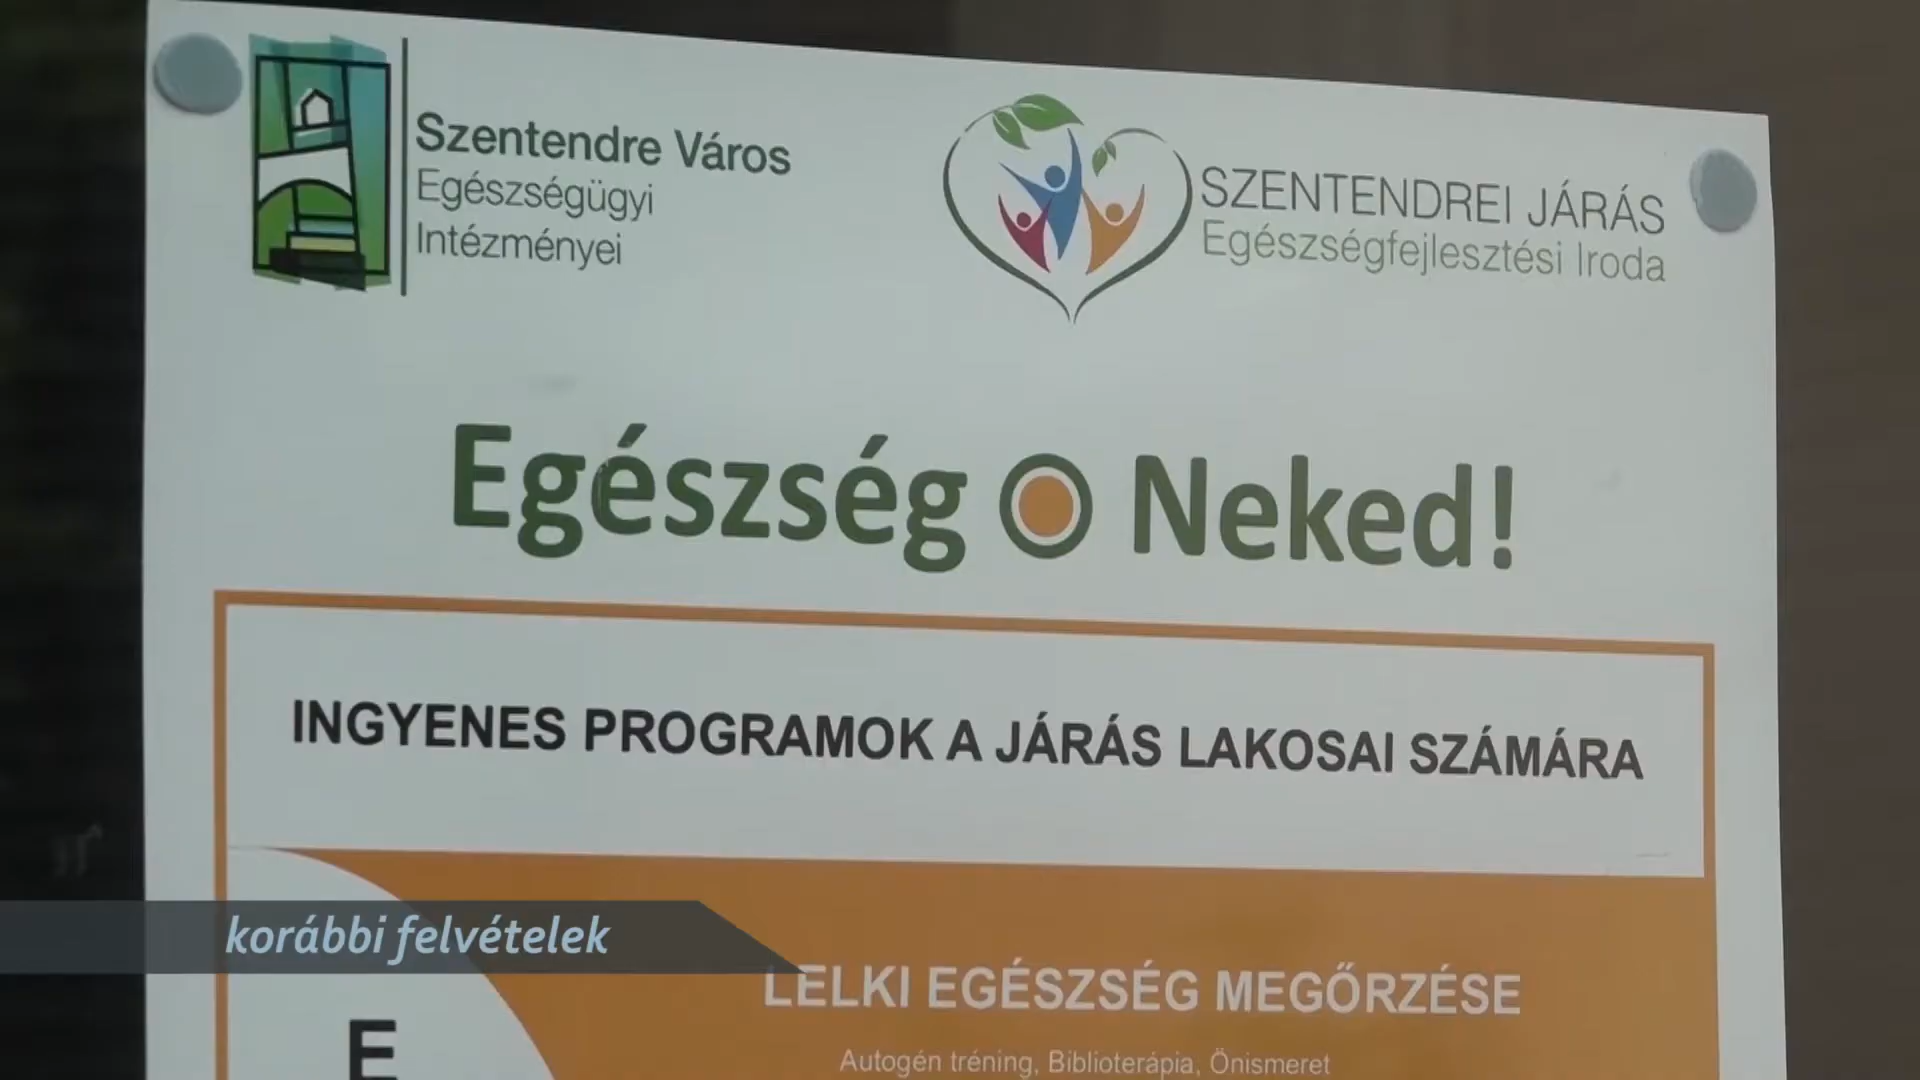 Szentendre Város
Egészségügyi
Intézményei
SZENTENDREI JÁRÁS
Egészségfejlesztési Iroda
Egészség Neked!
INGYENES PROGRAMOK A JÁRÁS LAKOSAI SZÁMÁRA
korábbi felvételek
LELKI EGÉSZSÉG MEGŐRZÉSE
E
Autogén tréning, Biblioterápia, Önismeret